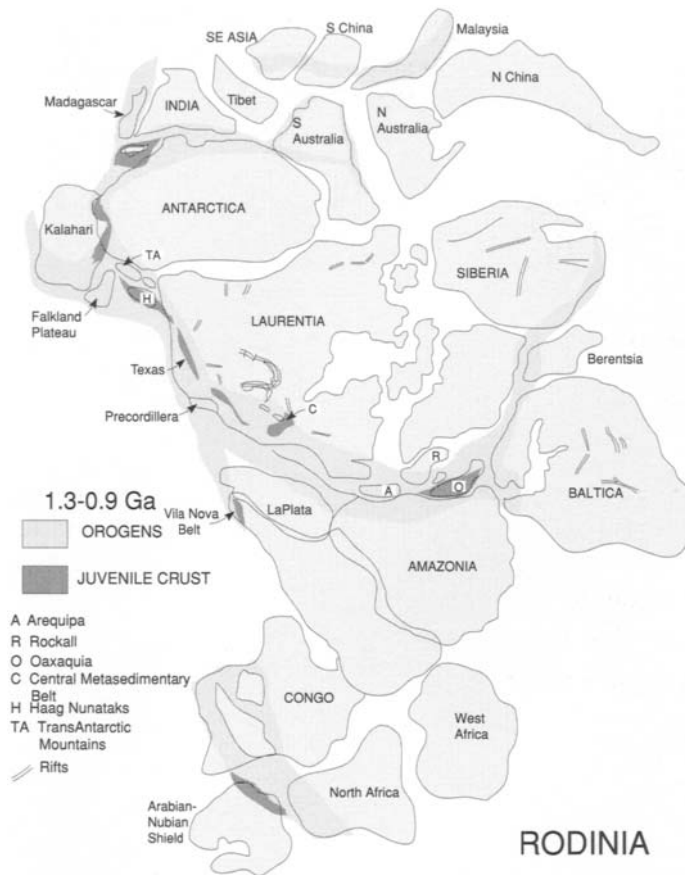 S China
SE ASIA
Malaysia
N China
Madagascar
INDIA
Tibet
S
Australia
N
Australia
ANTARCTICA
Kalahari
TA
SIBERIA
H
Falkland
Plateau
LAURENTIA
Texas
Berentsia
Precordillera
C
R
A
O
BALTICA
1.3-0.9 Ga
Vila Nova
Belt
LaPlata
OROGENS
AMAZONIA
JUVENILE CRUST
A Arequipa
R Rockall
O Oaxaquia
C Central Metasedimentary
Belt
H Haag Nunataks
TA TransAntarctic
Mountains
Rifts
CONGO
West
Africa
North Africa
Arabian-
Nubian
Shield
RODINIA